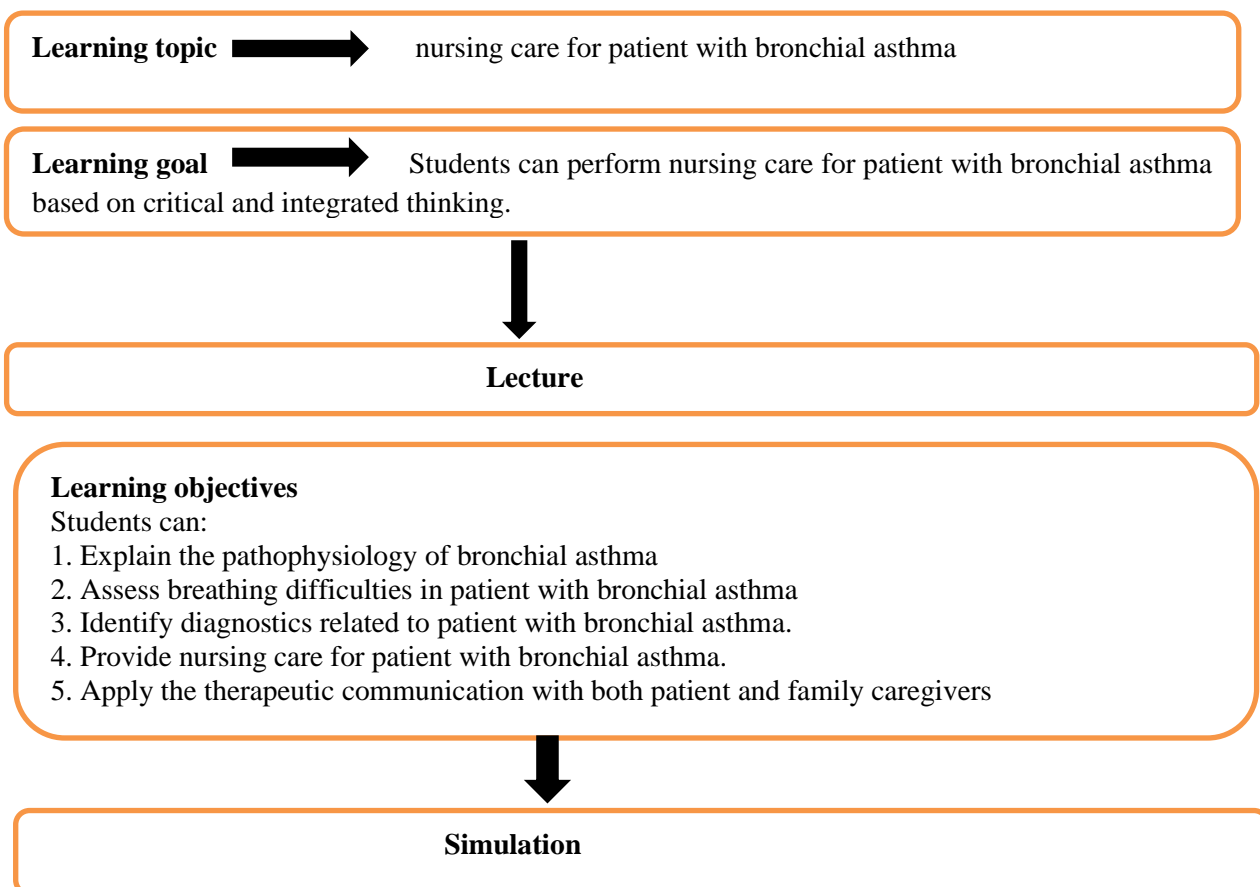 Learning topic nursing care for patient with bronchial asthma
Learning goal Students can perform nursing care for patient with bronchial asthma
based on critical and integrated thinking.
Lecture
Learning objectives
Students can:
1. Explain the pathophysiology of bronchial asthma
2. Assess breathing difficulties in patient with bronchial asthma
3. Identify diagnostics related to patient with bronchial asthma.
4. Provide nursing care for patient with bronchial asthma.
5. Apply the therapeutic communication with both patient and family caregivers
Simulation